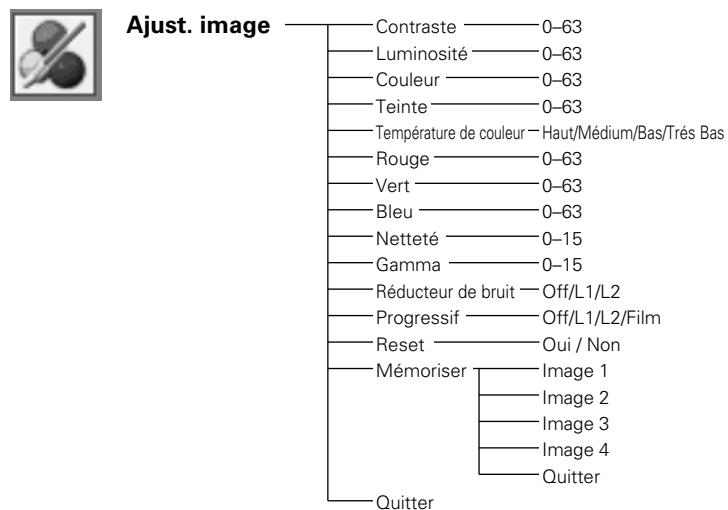 Ajust. image
Contraste 0–63
Luminosité 0–63
Couleur 0–63
Teinte 0–63
Température de couleur Haut/Médium/Bas/Trés Bas
Rouge 0–63
Vert 0–63
Bleu 0–63
Netteté 0–15
Gamma 0–15
Réducteur de bruit Off/L1/L2
Progressif Off/L1/L2/Film
Reset Oui / Non
Mémoriser Image 1
Image 2
Image 3
Image 4
Quitter
Quitter